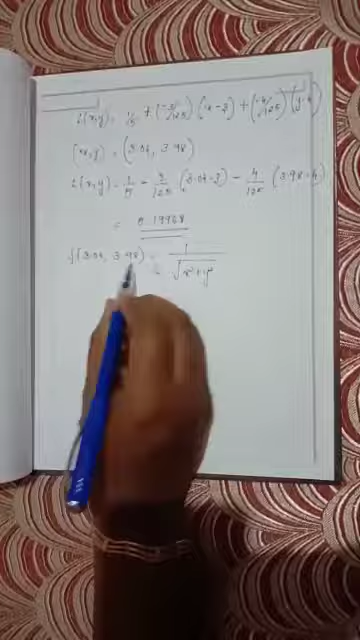 L(x,y) = 1/5 + (-3/125) (x-3) + (-4/125) (y-4)
(x,y) = (3.04, 3.98)
L(x,y) = 1/5 - 3/125 (3.04-3) - 4/125 (3.98-4)
= 0.19968
f(3.04, 3.98) = 1/√x²+y²